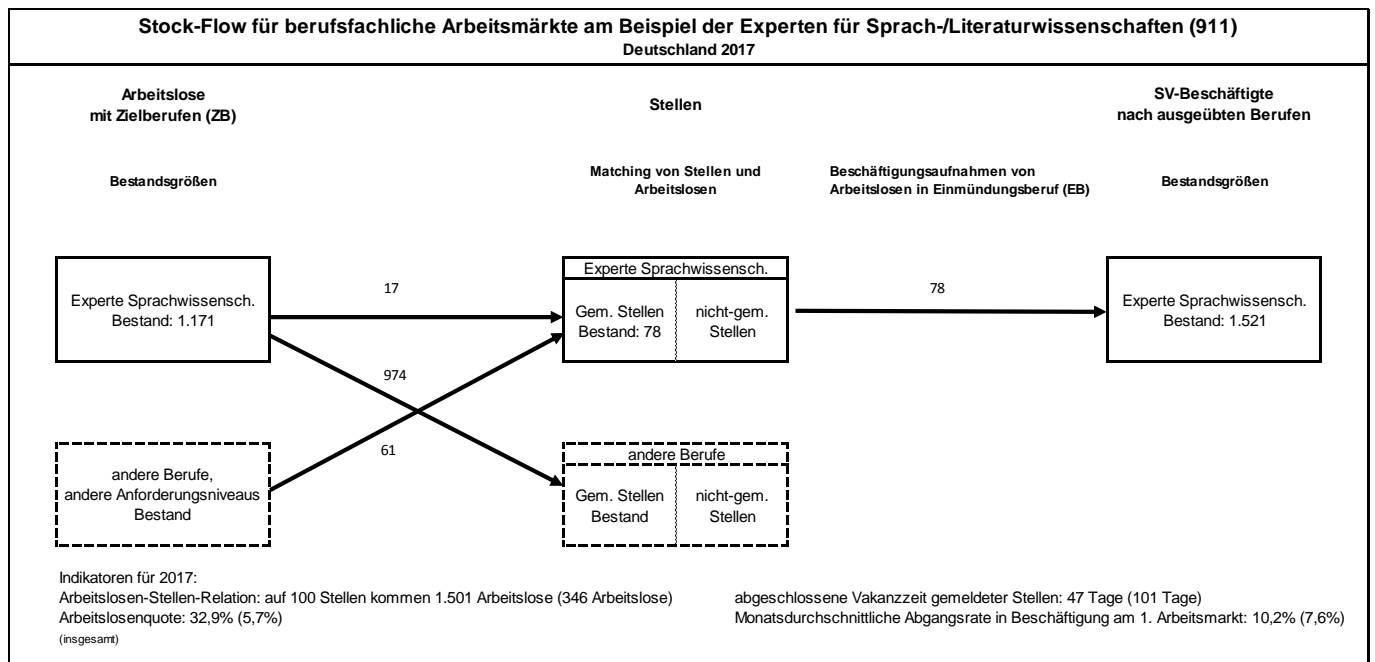 Stock-Flow für berufsfachliche Arbeitsmärkte am Beispiel der Experten für Sprach-/Literaturwissenschaften (911)
Deutschland 2017
Arbeitslose
mit Zielberufen (ZB)
Stellen
SV-Beschäftigte
nach ausgeübten Berufen
Bestandsgrößen
Matching von Stellen und
Arbeitslosen
Beschäftigungsaufnahmen von
Arbeitslosen in Einmündungsberuf (EB)
Bestandsgrößen
Experte Sprachwissensch.
Bestand: 1.171
17
Experte Sprachwissensch.
Gem. Stellen
Bestand: 78
nicht-gem.
Stellen
78
Experte Sprachwissensch.
Bestand: 1.521
974
61
andere Berufe,
andere Anforderungsniveaus
Bestand
andere Berufe
Gem. Stellen
Bestand
nicht-gem.
Stellen
Indikatoren für 2017:
Arbeitslosen-Stellen-Relation: auf 100 Stellen kommen 1.501 Arbeitslose (346 Arbeitslose)
Arbeitslosenquote: 32,9% (5,7%)
(insgesamt)
abgeschlossene Vakanzzeit gemeldeter Stellen: 47 Tage (101 Tage)
Monatsdurchschnittliche Abgangsrate in Beschäftigung am 1. Arbeitsmarkt: 10,2% (7,6%)